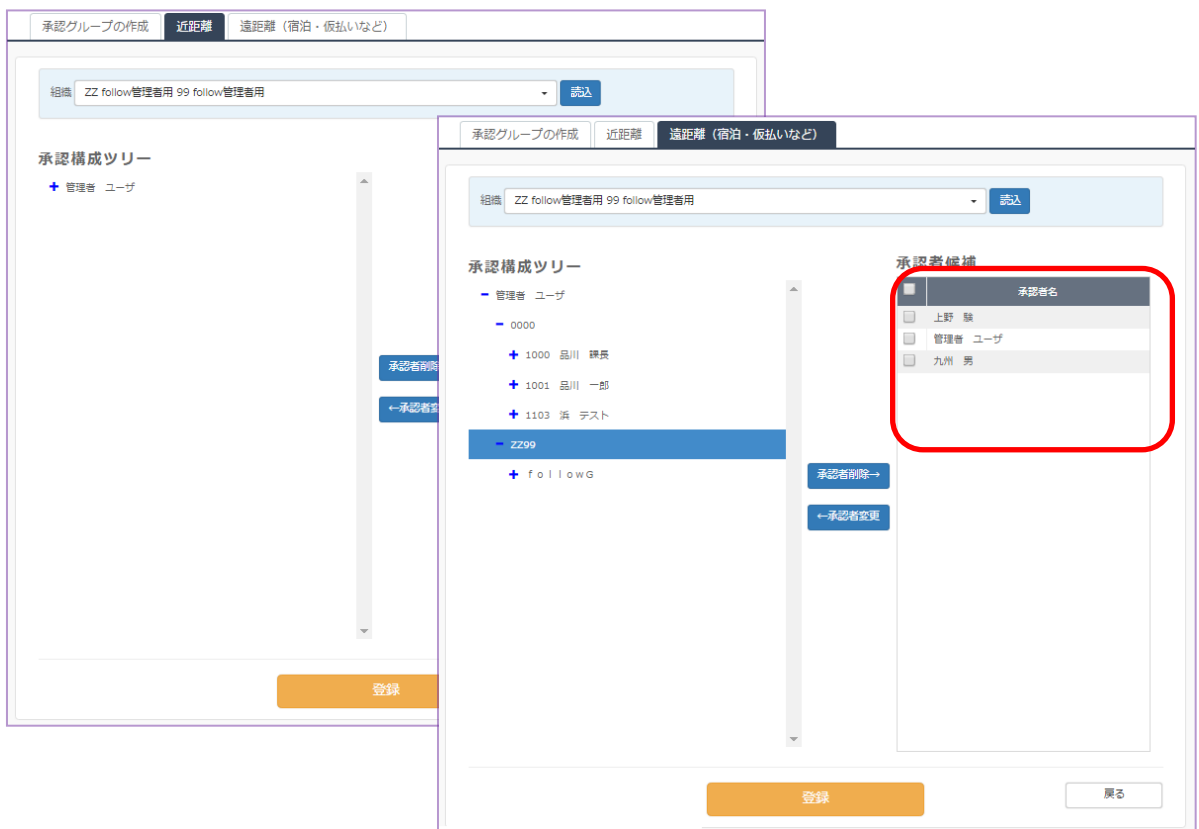 承認グループの作成 近距離 遠距離（宿泊・仮払いなど）
組織 ZZ follow管理者用 99 follow管理者用 読込
承認構成ツリー
管理者 ユーザ
承認者削除
←承認者変
登録
承認グループの作成 近距離 遠距離（宿泊・仮払いなど）
組織 ZZ follow管理者用 99 follow管理者用 読込
承認構成ツリー
管理者 ユーザ
0000
1000 品川 課長
1001 品川 一郎
1103 浜 テスト
ZZ99
ｆｏｌｌｏｗＧ
承認者削除→
←承認者変更
承認者候補
承認者名
上野 駿
管理者 ユーザ
九州 男
登録
戻る